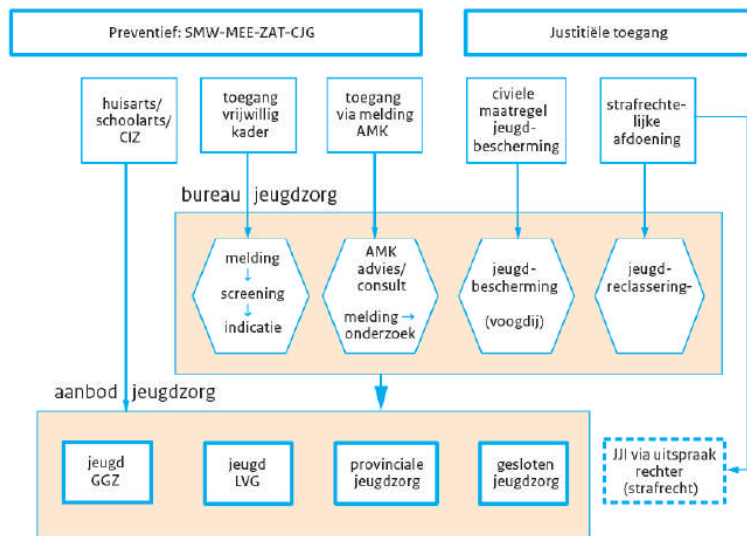 Preventief: SMW-MEE-ZAT-CJG
Justitiële toegang
huisarts/
schoolarts/
CIZ
toegang
vrijwillig
kader
toegang
via melding
AMK
civiele
maatregel
jeugd-
bescherming
strafrechte-
lijke
afdoening
bureau jeugdzorg
melding
↓
screening
↓
indicatie
AMK
advies/
consult
melding →
onderzoek
jeugd-
bescherming
(voogdij)
jeugd-
reclassering-
aanbod jeugdzorg
jeugd
GGZ
jeugd
LVG
provinciale
jeugdzorg
gesloten
jeugdzorg
JJI via uitspraak
rechter
(strafrecht)